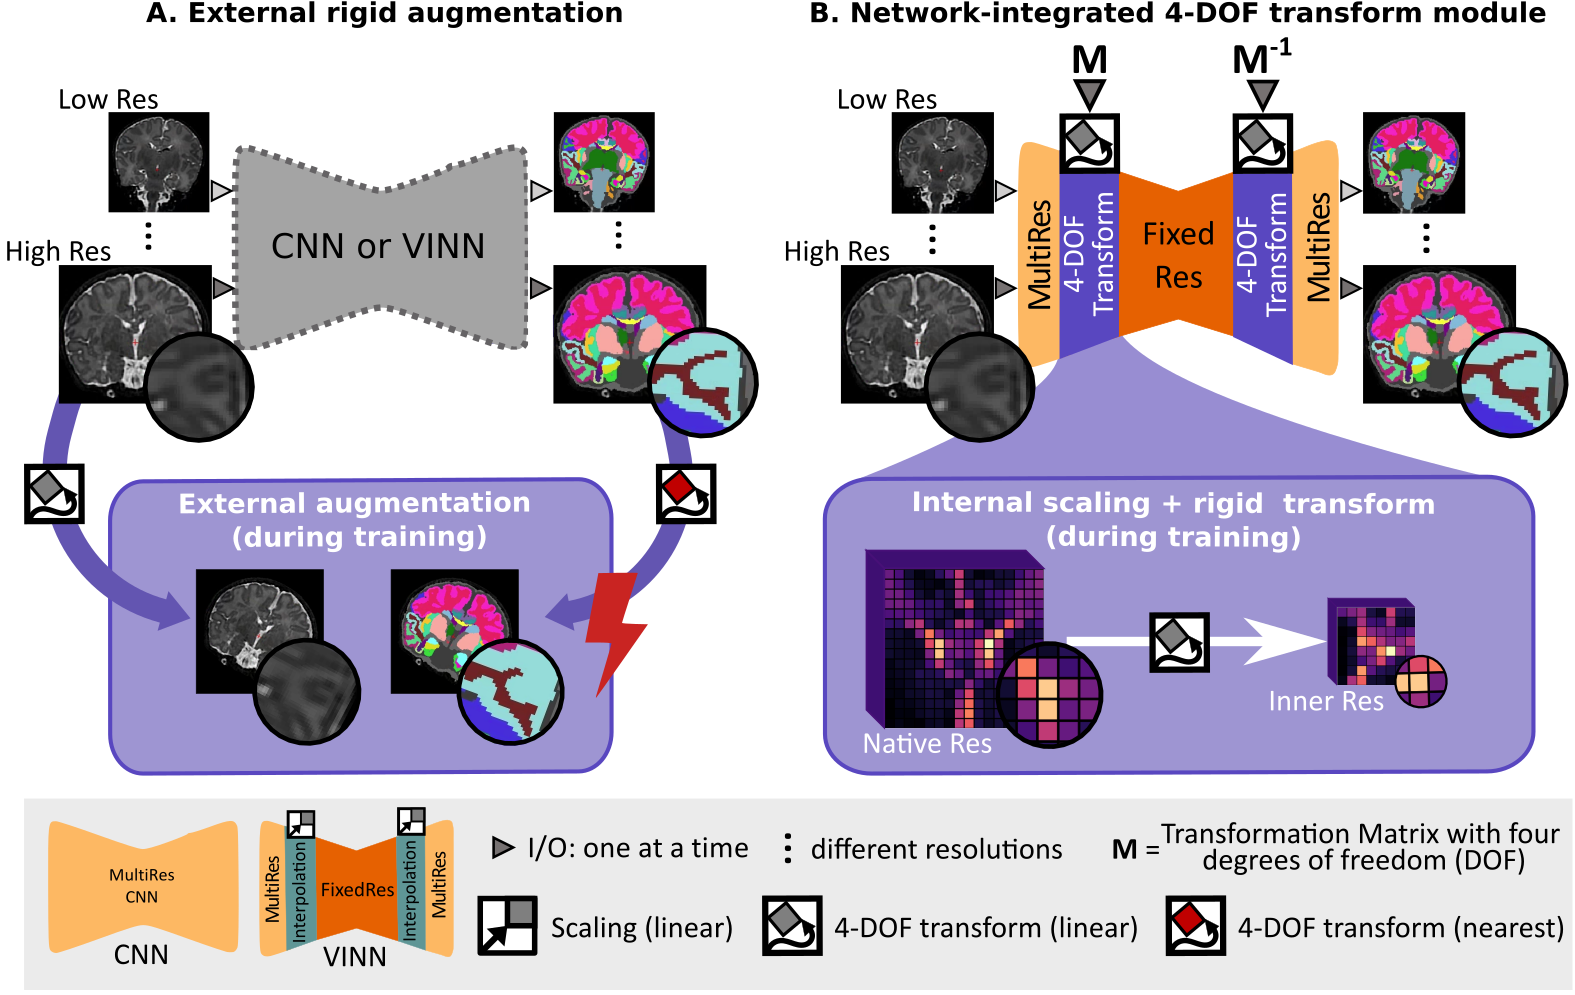 A. External rigid augmentation
Low Res
High Res
CNN or VINN
External augmentation
(during training)
B. Network-integrated 4-DOF transform module
M
M-1
Low Res
High Res
MultiRes
4-DOF
Transform
Fixed
Res
4-DOF
Transform
MultiRes
Internal scaling + rigid transform
(during training)
Native Res
Inner Res
MultiRes
CNN
CNN
MultiRes
Interpolation
FixedRes
Interpolation
MultiRes
VINN
I/O: one at a time
different resolutions
M = Transformation Matrix with four
degrees of freedom (DOF)
Scaling (linear)
4-DOF transform (linear)
4-DOF transform (nearest)